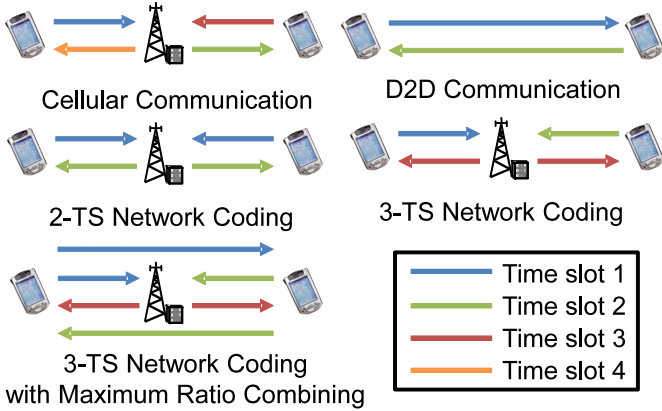 Cellular Communication
D2D Communication
2-TS Network Coding
3-TS Network Coding
3-TS Network Coding
with Maximum Ratio Combining
Time slot 1
Time slot 2
Time slot 3
Time slot 4